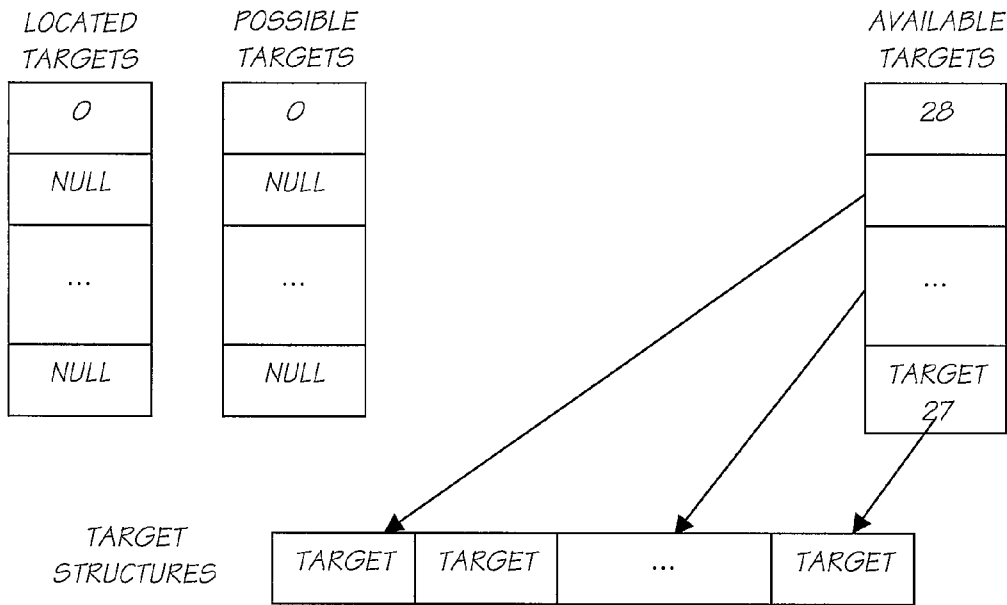 LOCATED
TARGETS
0
NULL
...
NULL
POSSIBLE
TARGETS
0
NULL
...
NULL
AVAILABLE
TARGETS
28
...
TARGET
27
TARGET
STRUCTURES
TARGET
TARGET
...
TARGET